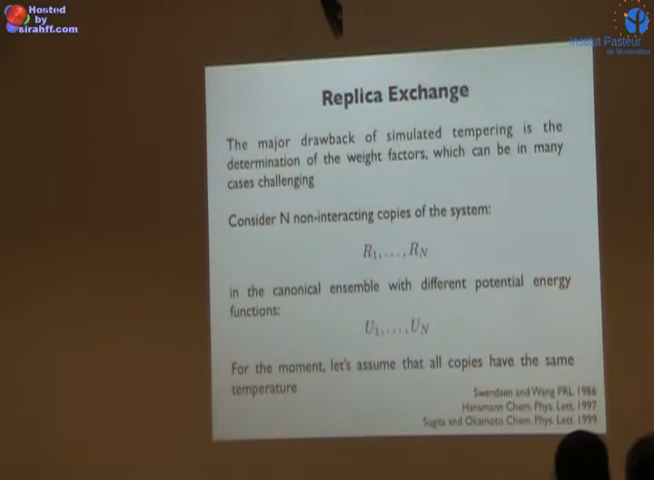 Hosted
by
sirahff.com
Institut Pasteur
de Montevideo
Replica Exchange
The major drawback of simulated tempering is the
determination of the weight factors, which can be in many
cases challenging
Consider N non-interacting copies of the system:
R1,...,RN
in the canonical ensemble with different potential energy
functions:
U1,...,UN
For the moment, let's assume that all copies have the same
temperature
Swendsen and Wang PRL 1986
Hansmann Chem. Phys. Lett. 1997
Sugita and Okamoto Chem. Phys. Lett. 1999